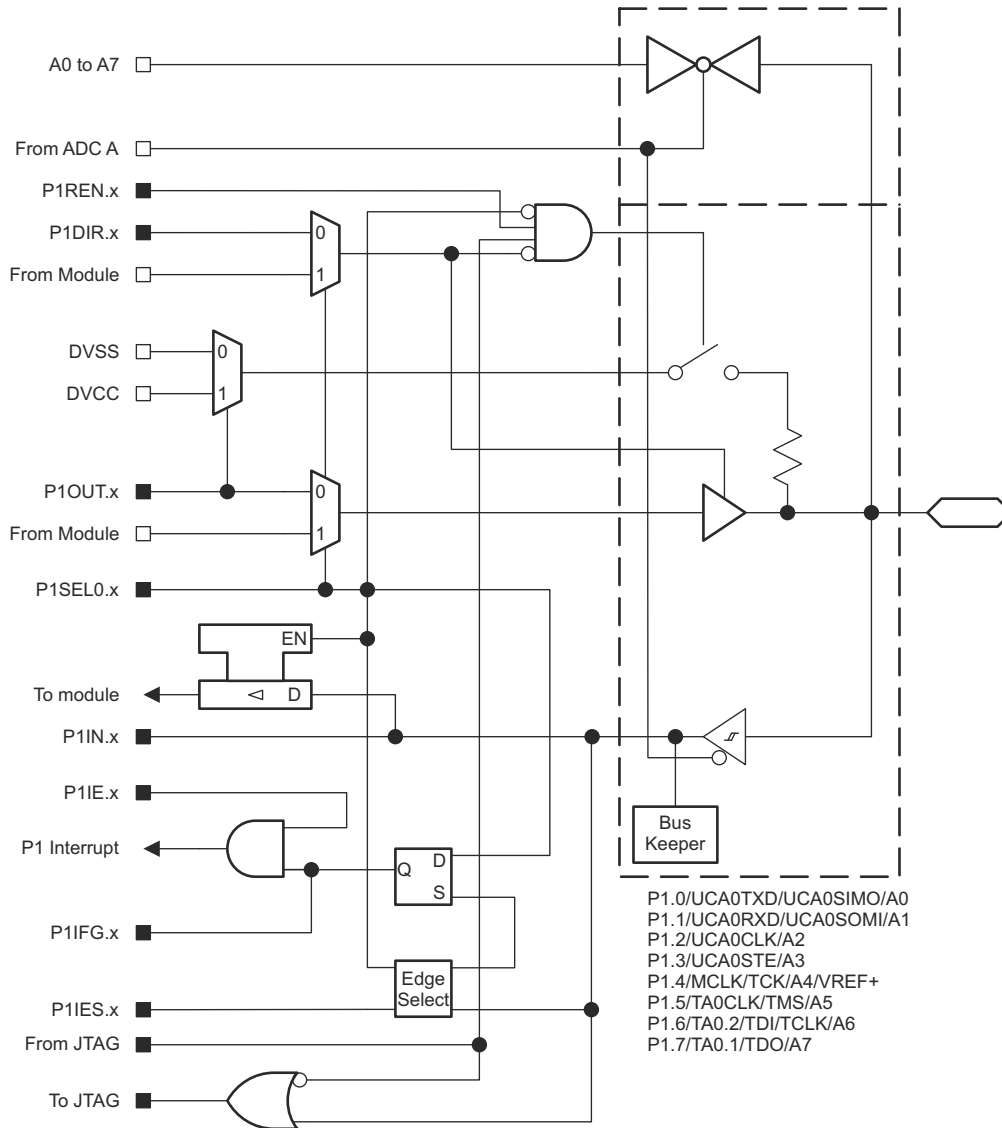 A0 to A7
From ADC A
P1REN.x
P1DIR.x
0
From Module
1
DVSS
0
DVCC
1
P1OUT.x
0
From Module
1
P1SEL0.x
EN
To module
D
P1IN.x
P1IE.x
Bus
Keeper
P1 Interrupt
Q
D
S
P1IFG.x
Edge
Select
P1IES.x
From JTAG
To JTAG
P1.0/UCA0TXD/UCA0SIMO/A0
P1.1/UCA0RXD/UCA0SOMI/A1
P1.2/UCA0CLK/A2
P1.3/UCA0STE/A3
P1.4/MCLK/TCK/A4/VREF+
P1.5/TA0CLK/TMS/A5
P1.6/TA0.2/TDI/TCLK/A6
P1.7/TA0.1/TDO/A7